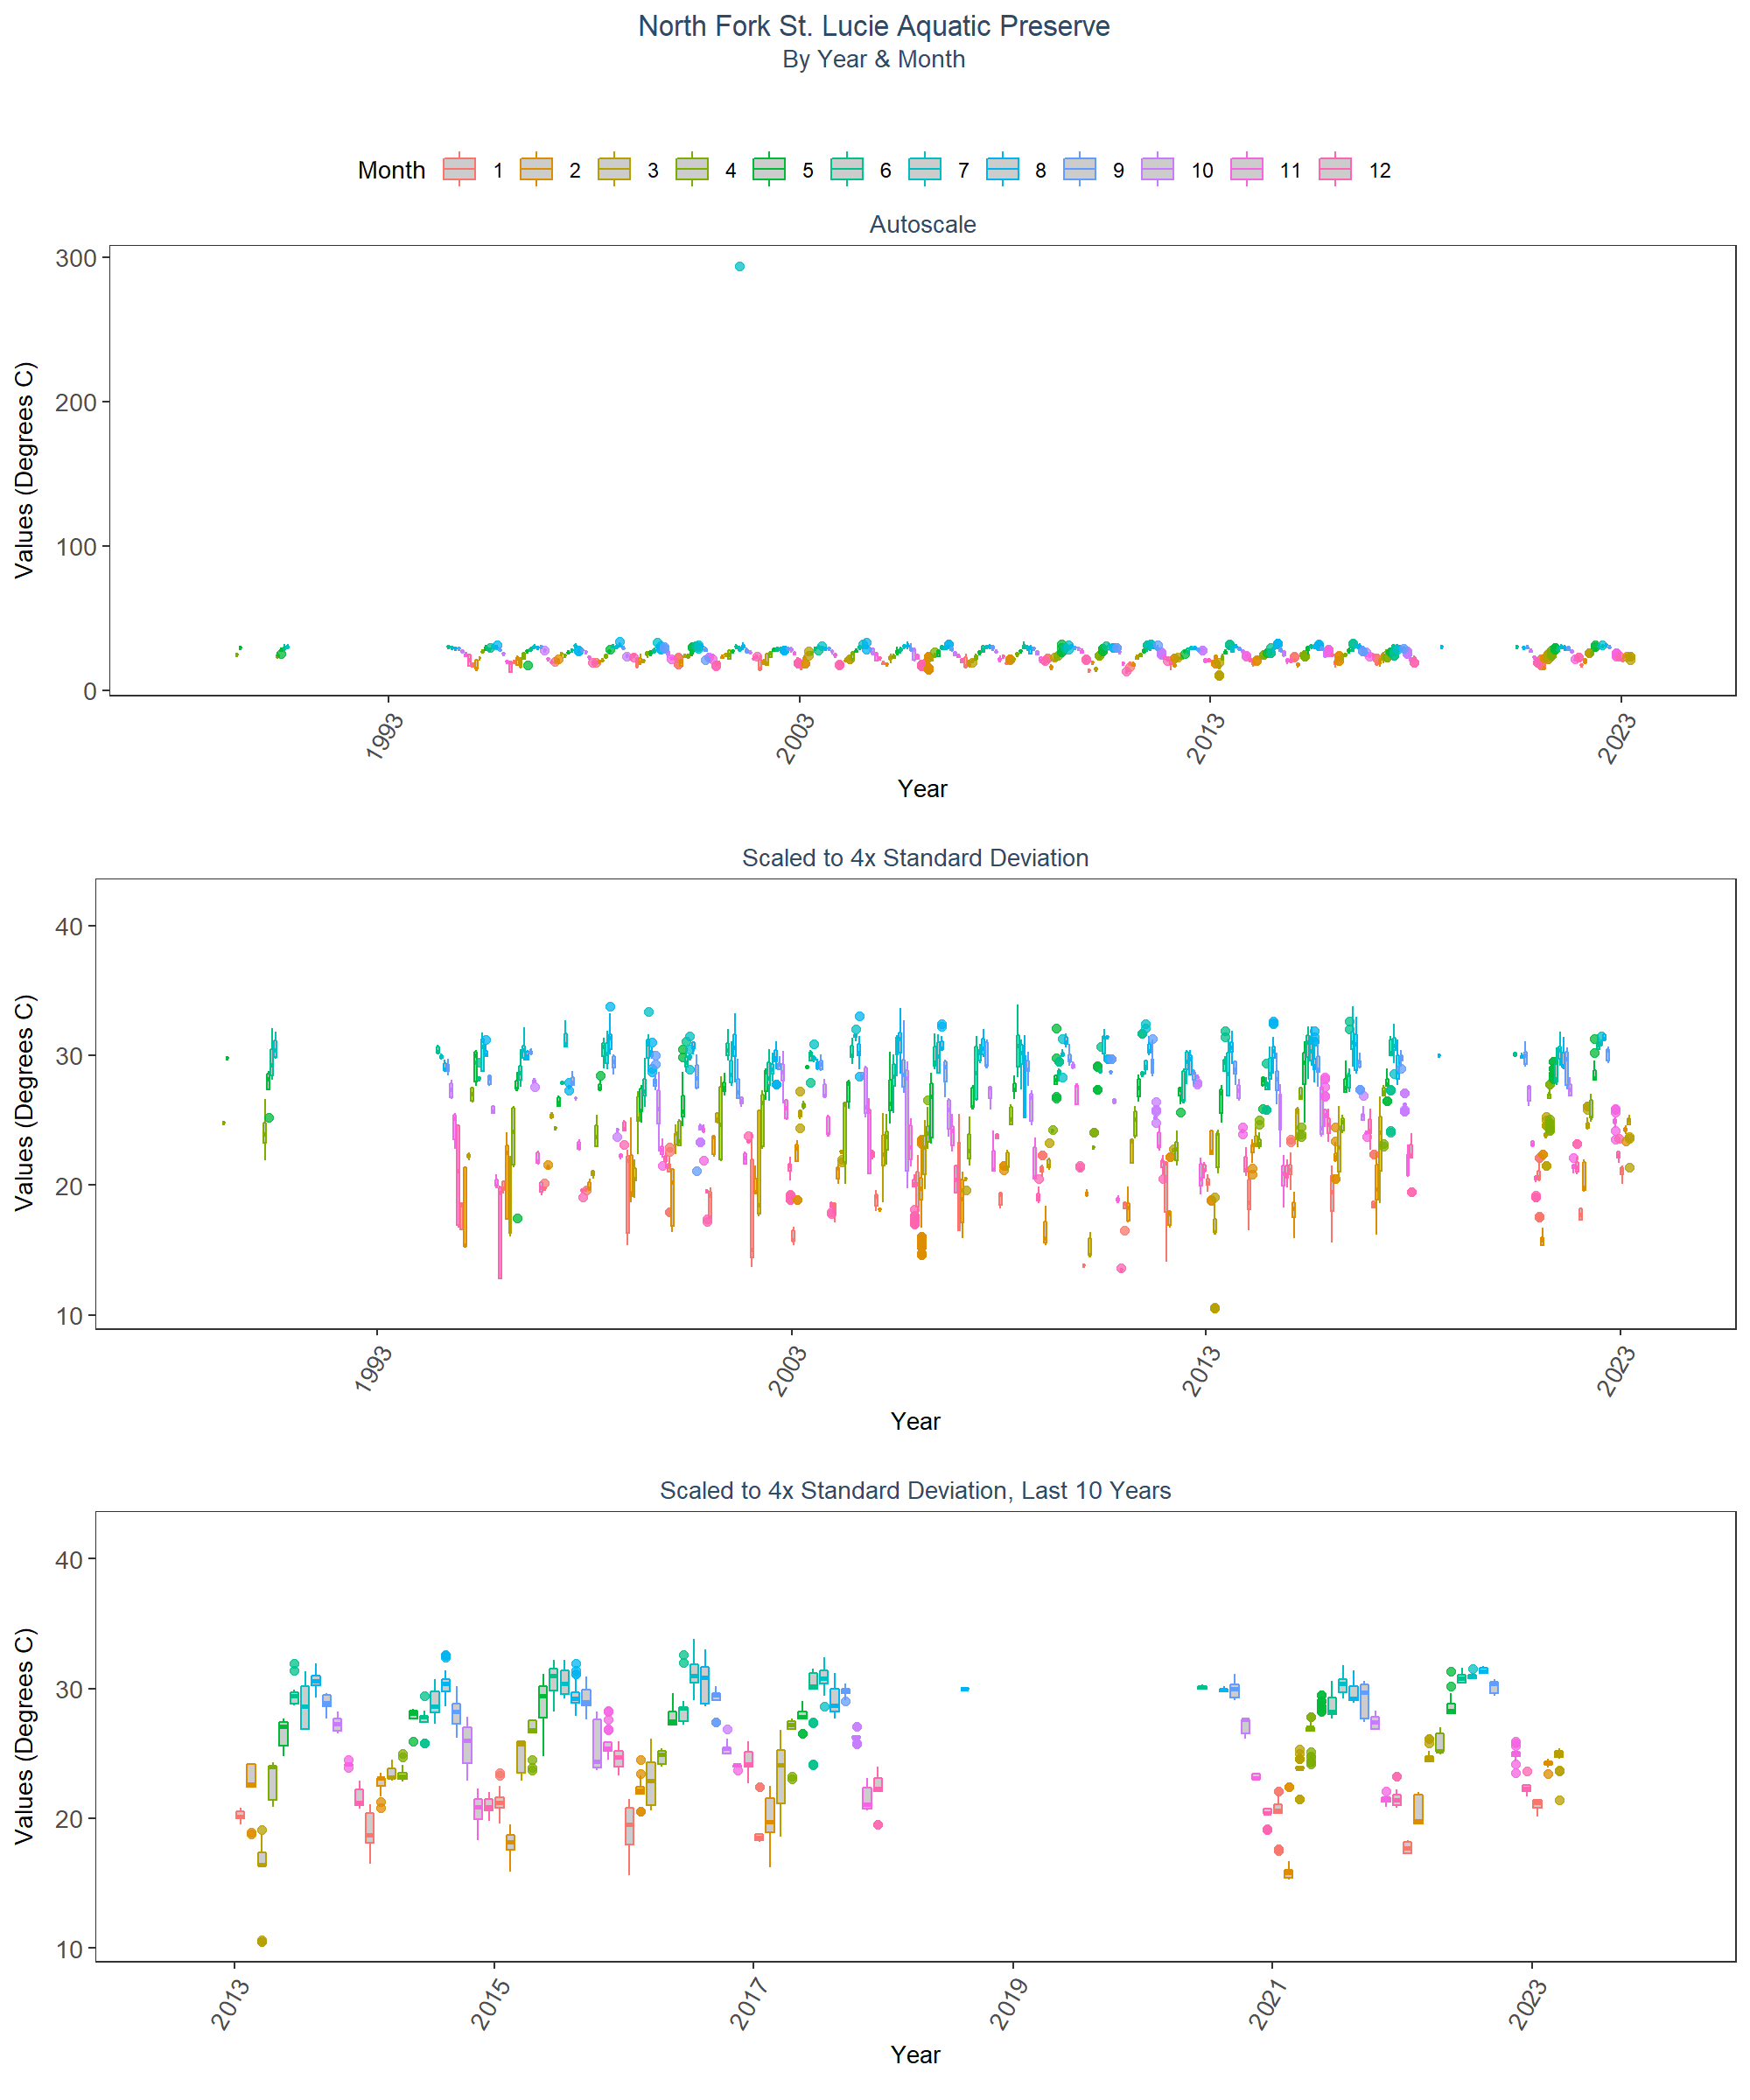 North Fork St. Lucie Aquatic Preserve
By Year & Month
Month 1 2 3 4 5 6 7 8 9 10 11 12
Autoscale
Values (Degrees C)
300
200
100
0
1993 2003 2013 2023
Year
Scaled to 4x Standard Deviation
Values (Degrees C)
40
30
20
10
1993 2003 2013 2023
Year
Scaled to 4x Standard Deviation, Last 10 Years
Values (Degrees C)
40
30
20
10
2013 2015 2017 2019 2021 2023
Year